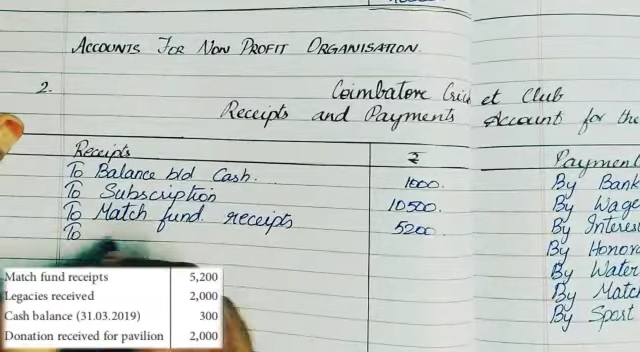 ACCOUNTS FOR NON PROFIT ORGANISATION.
2.
Coimbatore Cricket Club
Receipts and Payments Account for the
Receipts ₹ Payment
To Balance b/d Cash. 1000. By Bank
To Subscription 10500. By Wage
To Match fund receipts 5200. By Interes
To By Honora
By Water
By Match
By Sport
Match fund receipts 5,200
Legacies received 2,000
Cash balance (31.03.2019) 300
Donation received for pavilion 2,000